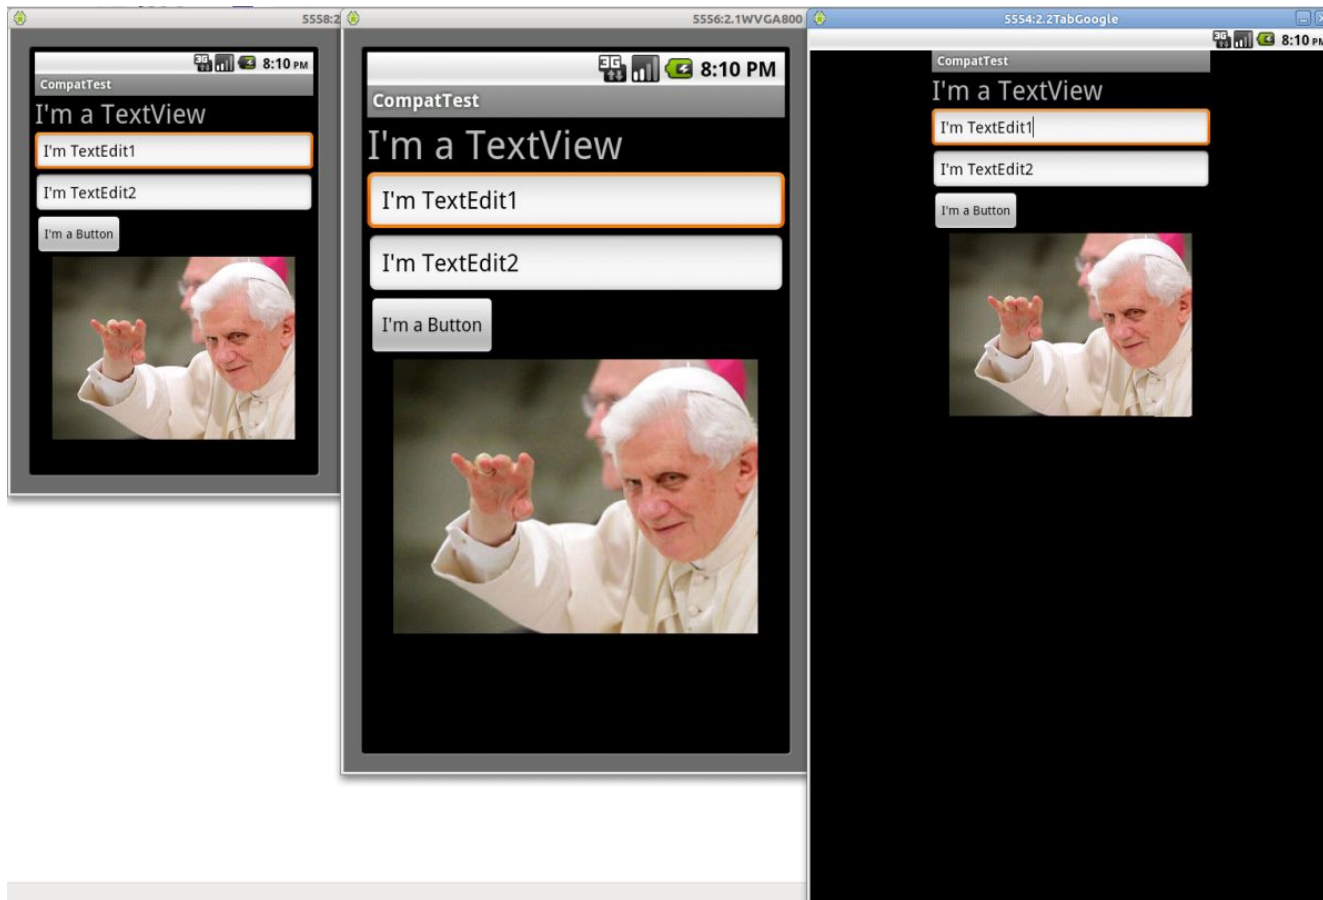 5558:2
3G 8:10 PM
CompatTest
I'm a TextView
I'm TextEdit1
I'm TextEdit2
I'm a Button
5556:2.1WVGA800
3G 8:10 PM
CompatTest
I'm a TextView
I'm TextEdit1
I'm TextEdit2
I'm a Button
5554:2.2TabGoogle
3G 8:10 PM
CompatTest
I'm a TextView
I'm TextEdit1
I'm TextEdit2
I'm a Button